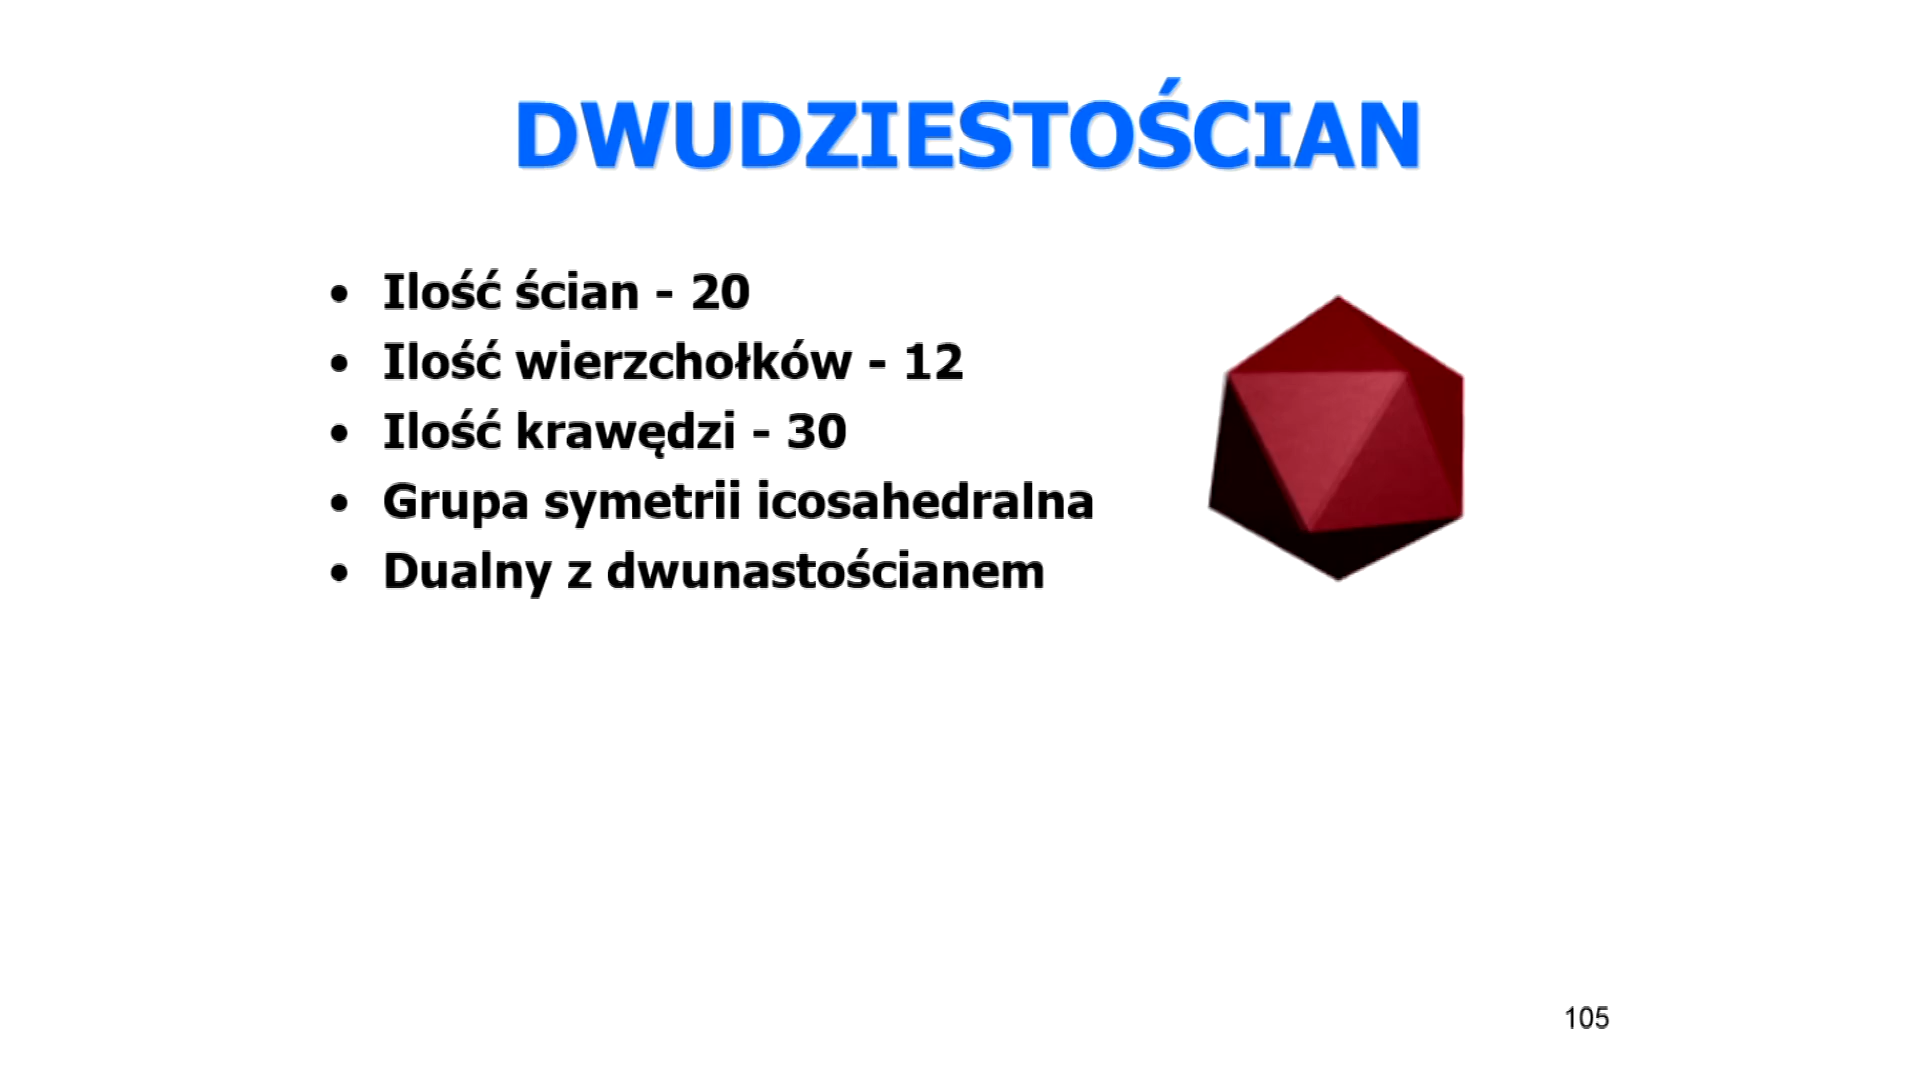 DWUDZIESTOŚCIAN
• Ilość ścian - 20
• Ilość wierzchołków - 12
• Ilość krawędzi - 30
• Grupa symetrii icosahedralna
• Dualny z dwunastościanem
105